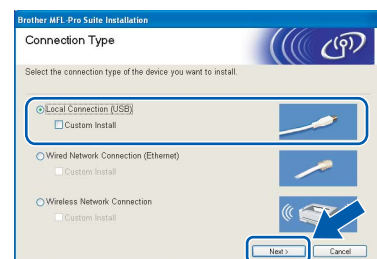 Brother MFL-Pro Suite Installation
Connection Type
Select the connection type of the device you want to install.
Local Connection (USB)
Custom Install
Wired Network Connection (Ethernet)
Custom Install
Wireless Network Connection
Custom Install
Next >
Cancel